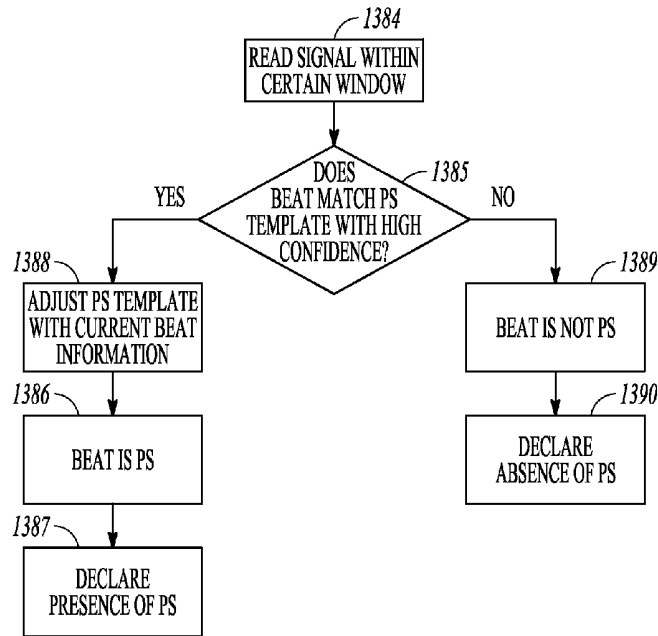 1384
READ SIGNAL WITHIN
CERTAIN WINDOW
1385
DOES
BEAT MATCH PS
TEMPLATE WITH HIGH
CONFIDENCE?
YES
NO
1388
ADJUST PS TEMPLATE
WITH CURRENT BEAT
INFORMATION
1389
BEAT IS NOT PS
1386
BEAT IS PS
1390
DECLARE
ABSENCE OF PS
1387
DECLARE
PRESENCE OF PS